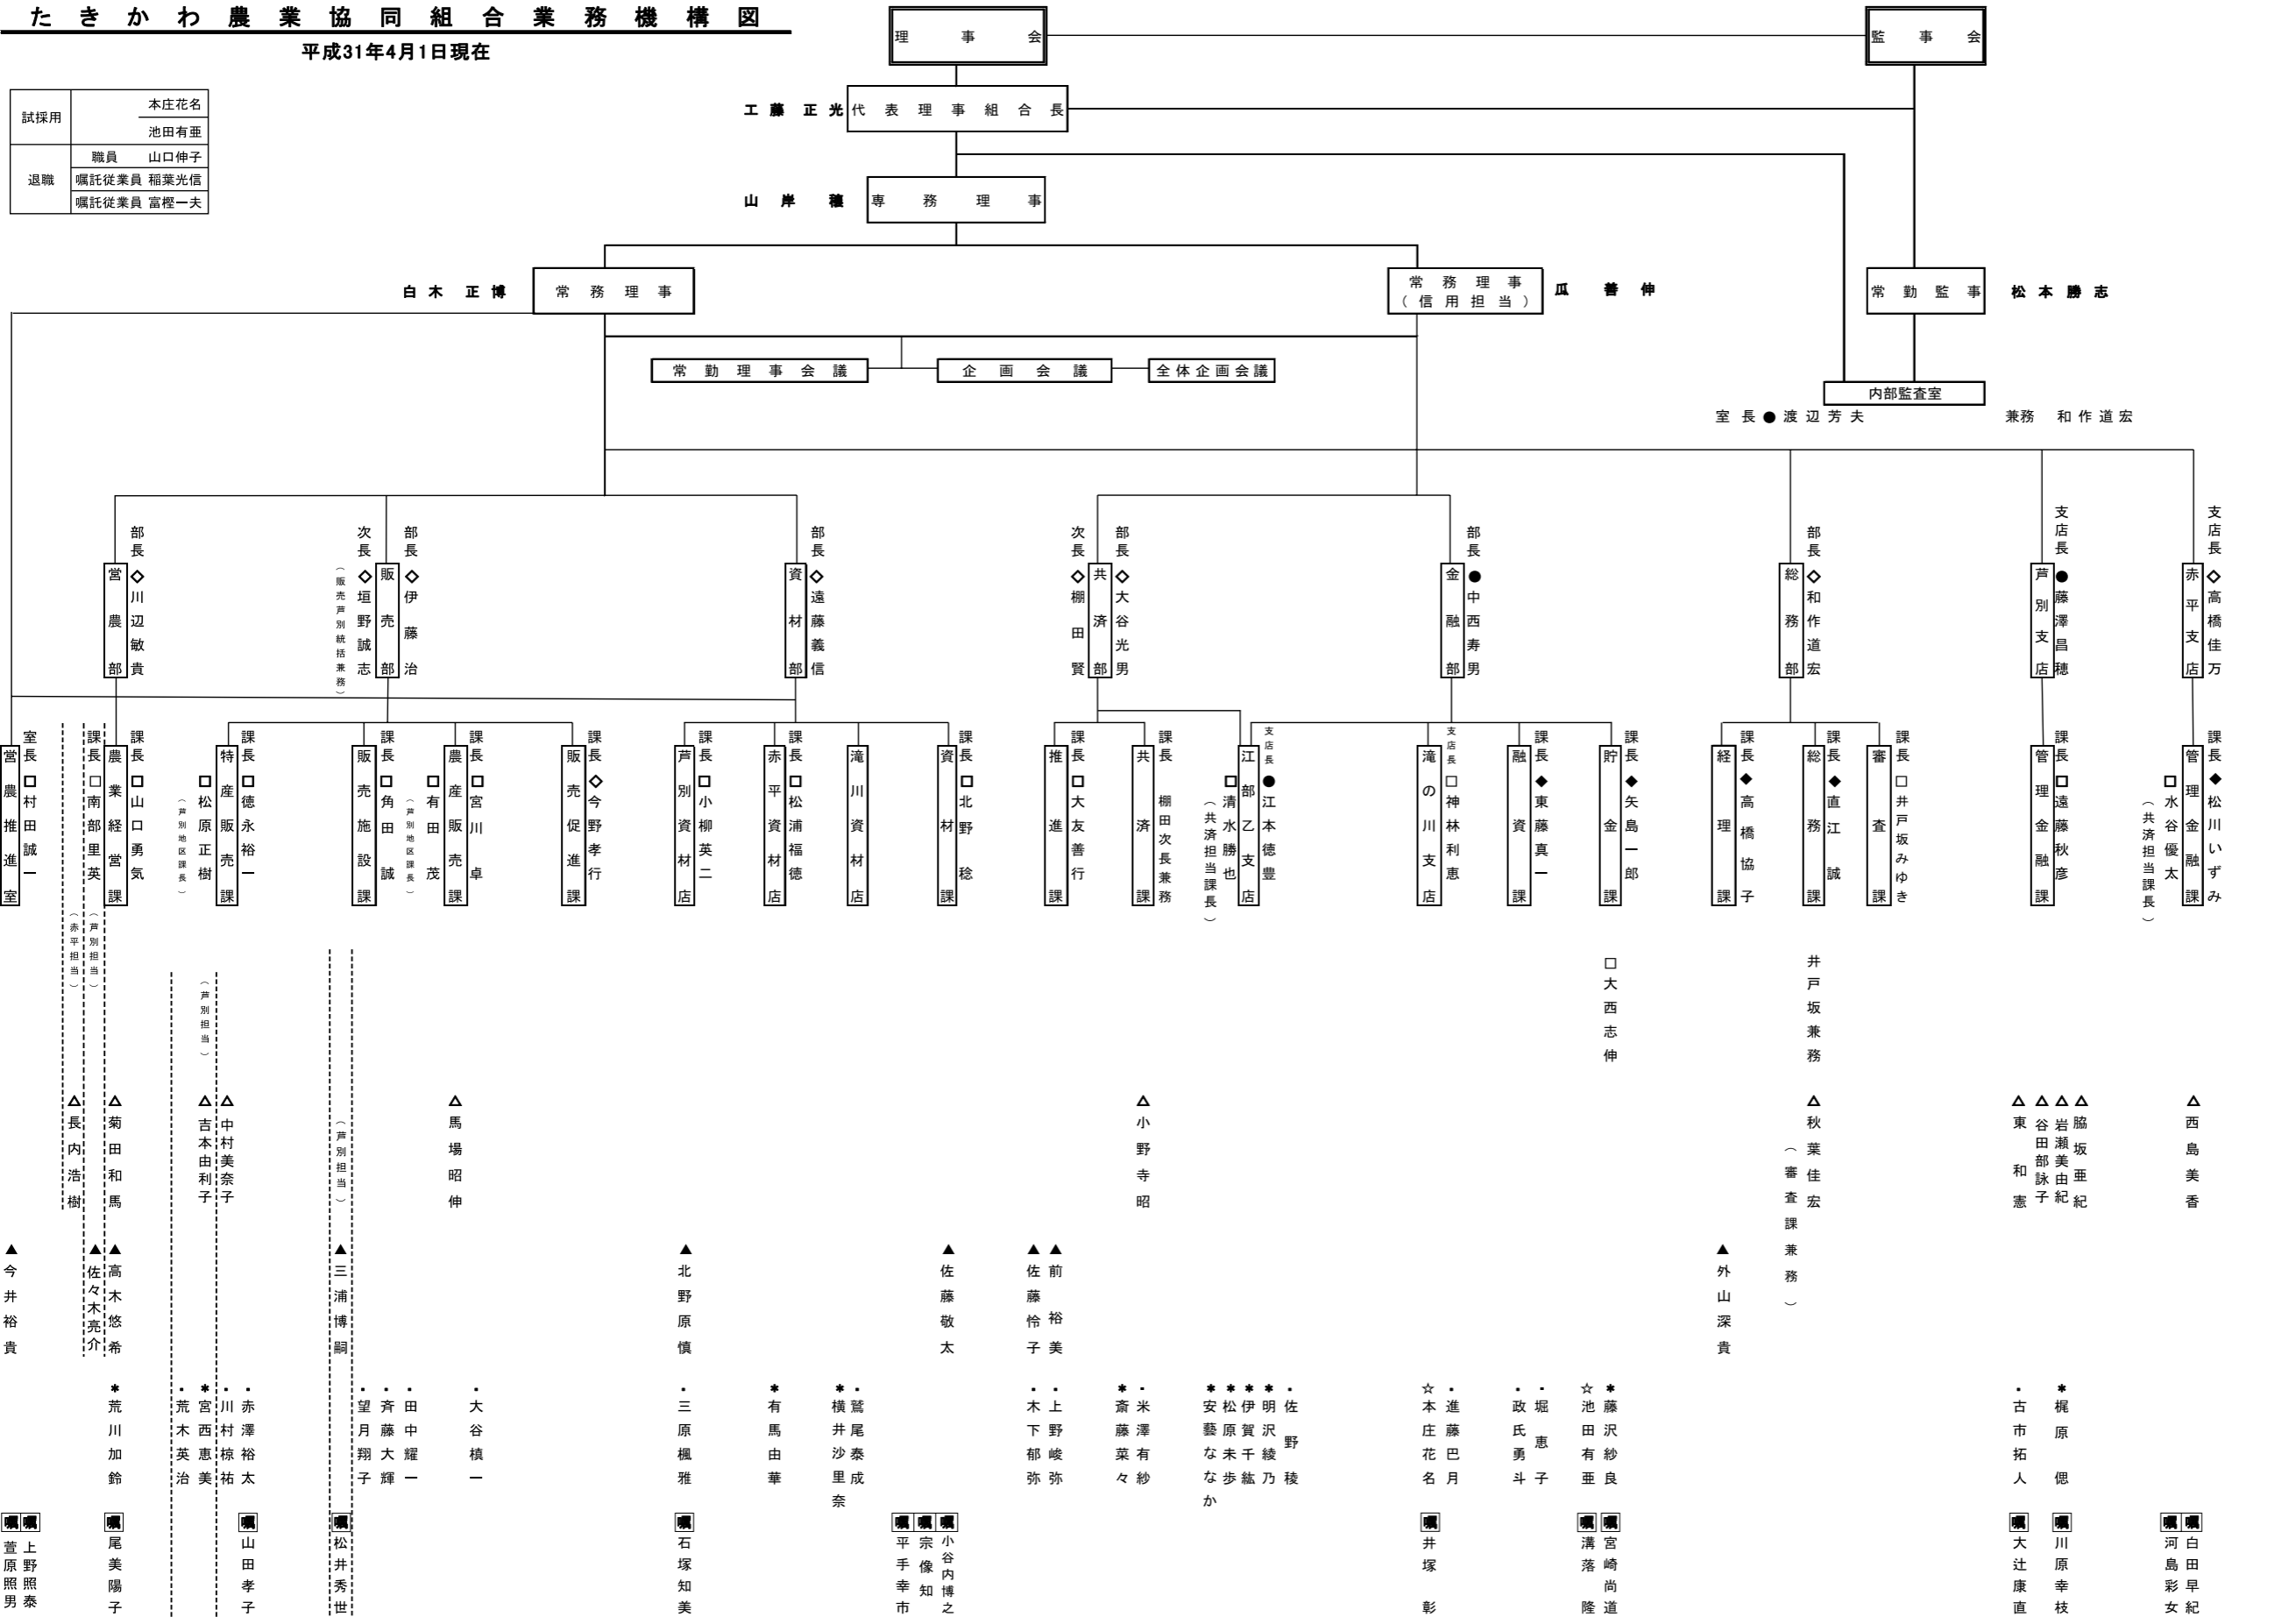 たきかわ農業協同組合業務機構図
平成31年4月1日現在
理事会
監事会
試採用
本庄花名
池田有亜
退職
職員 山口伸子
嘱託従業員 稲葉光信
嘱託従業員 富樫一夫
工藤正光 代表理事組合長
山岸穣 専務理事
白木正博 常務理事
常務理事
(信用担当)
瓜善伸
常勤監事 松本勝志
常勤理事会議
企画会議
全体企画会議
内部監査室
室長●渡辺芳夫
兼務 和作道宏
営農部
部長◇川辺敏貴
(販売芦別統括兼務)
次長◇垣野誠志
販売部
部長◇伊藤治
資材部
部長◇遠藤義信
次長◇棚田賢
共済部
部長◇大谷光男
金融部
部長●中西寿男
総務部
部長◇和作道宏
芦別支店
支店長●藤澤昌穂
赤平支店
支店長◇高橋佳万
営農推進室
室長□村田誠一
課長□南部里英
農業経営課
課長□山口勇気
(赤平担当)
(芦別担当)
(芦別地区課長)
□松原正樹
特産販売課
課長□徳永裕一
販売施設課
課長□角田誠
(芦別地区課長)
□有田茂
農産販売課
課長□宮川卓
販売促進課
課長◇今野孝行
芦別資材店
課長□小柳英二
赤平資材店
課長□松浦福徳
滝川資材店
資材課
課長□北野稔
推進課
課長□大友善行
共済課
課長 棚田次長兼務
(共済担当課長)
□清水勝也
江部乙支店
支店長●江本徳豊
滝の川支店
支店長□神林利恵
融資課
課長◆東藤真一
貯金課
課長◆矢島一郎
経理課
課長◆高橋協子
総務課
課長◆直江誠
審査課
課長□井戸坂みゆき
管理金融課
課長□遠藤秋彦
(共済担当課長)
□水谷優太
管理金融課
課長◆松川いずみ
(芦別担当)
□大西志伸
井戸坂兼務
△長内浩樹
△菊田和馬
△吉本由利子
△中村美奈子
(芦別担当)
△馬場昭伸
△小野寺昭
△秋葉佳宏
(審査課兼務)
△東和憲
△谷田部詠子
△岩瀬美由紀
△脇坂亜紀
△西島美香
▲今井裕貴
▲佐々木亮介
▲高木悠希
▲三浦博嗣
▲北野原慎
▲佐藤敬太
▲佐藤怜子
▲前裕美
▲外山深貴
*荒川加鈴
・荒木英治
*宮西恵美
・川村椋祐
・赤澤裕太
・望月翔子
・斉藤大輝
・田中耀一
・大谷槙一
・三原楓雅
*有馬由華
*横井沙里奈
・鷲尾泰成
・木下郁弥
・上野峻弥
*斎藤菜々
・米澤有紗
*安藝ななか
*松原未歩
*伊賀千紘
*明沢綾乃
・佐野稜
☆本庄花名
・進藤巴月
・政氏勇斗
・堀恵子
☆池田有亜
*藤沢紗良
・古市拓人
*梶原偲
嘱萱原照男
嘱上野照泰
嘱尾美陽子
嘱山田孝子
嘱松井秀世
嘱石塚知美
嘱平手幸市
嘱宗像知
嘱小谷内博之
嘱井塚彰
嘱溝落隆
嘱宮崎尚道
嘱大辻康直
嘱川原幸枝
嘱河島彩女
嘱白田早紀